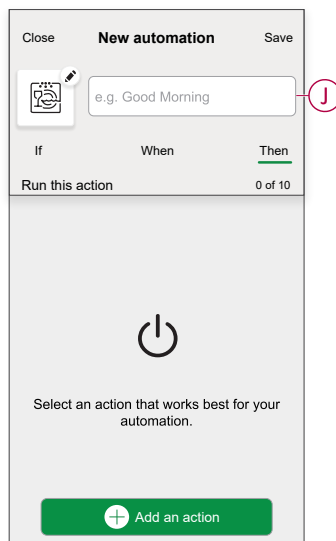 Close New automation Save
e.g. Good Morning
J
If When Then
Run this action 0 of 10
Select an action that works best for your
automation.
Add an action